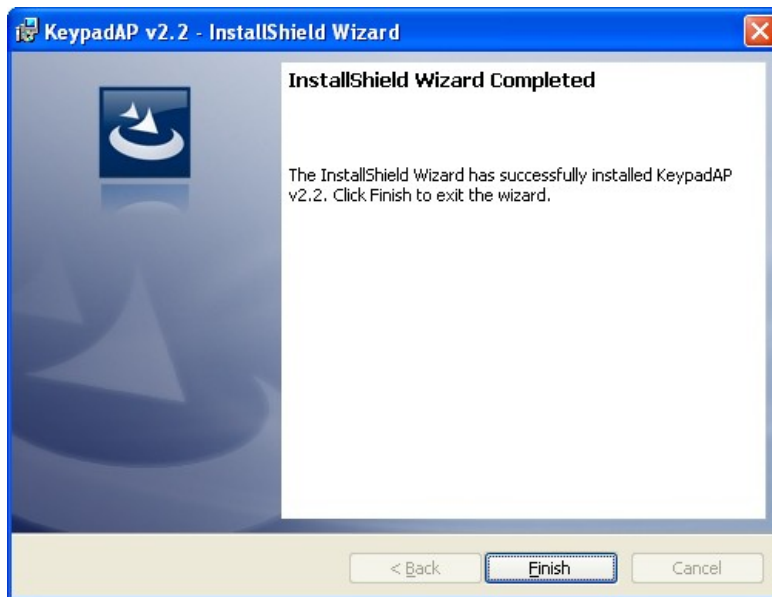 KeypadAP v2.2 - InstallShield Wizard
InstallShield Wizard Completed
The InstallShield Wizard has successfully installed KeypadAP
v2.2. Click Finish to exit the wizard.
< Back
Finish
Cancel